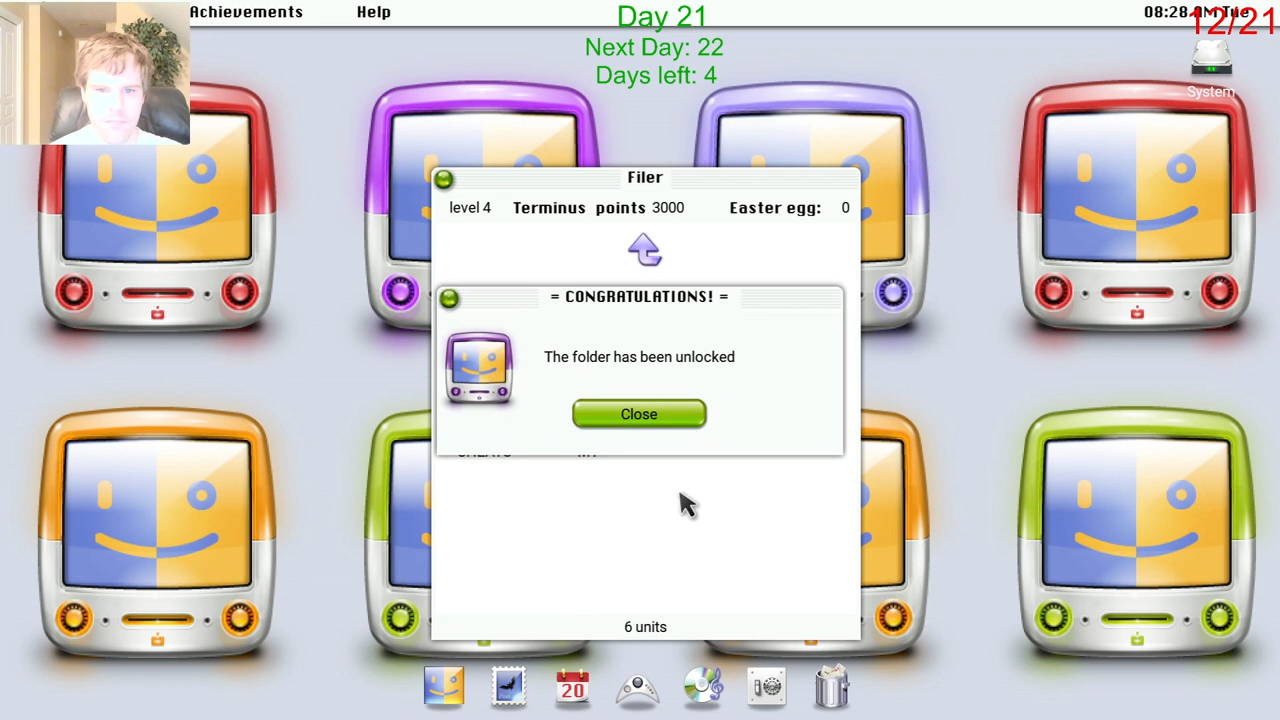 Achievements Help
08:28 AM Tue
12/21
Day 21
Next Day: 22
Days left: 4
System
Filer
level 4 Terminus points 3000 Easter egg: 0
= CONGRATULATIONS! =
The folder has been unlocked
Close
6 units
20